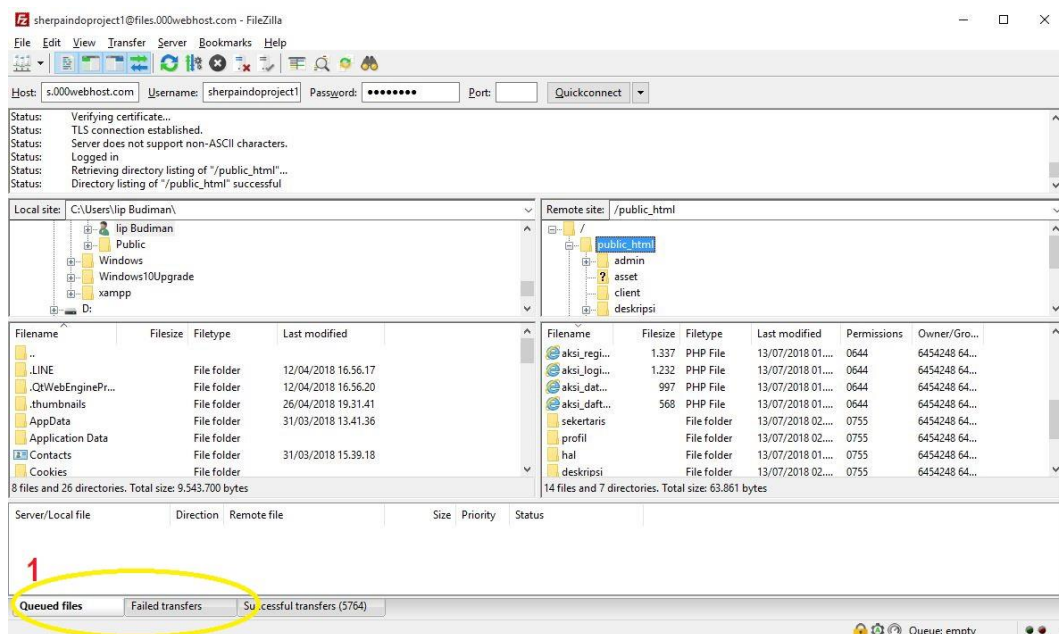 sherpaindoproject1@files.000webhost.com - FileZilla
File Edit View Transfer Server Bookmarks Help
Host: s.000webhost.com Username: sherpaindoproject1 Password: ●●●●●●●● Port: Quickconnect
Status: Verifying certificate...
Status: TLS connection established.
Status: Server does not support non-ASCII characters.
Status: Logged in
Status: Retrieving directory listing of "/public_html"...
Status: Directory listing of "/public_html" successful
Local site: C:\Users\Iip Budiman\
Iip Budiman
Public
Windows
Windows10Upgrade
xampp
D:
Remote site: /public_html
/
public_html
admin
asset
client
deskripsi
Filename Filesize Filetype Last modified
..
.LINE File folder 12/04/2018 16.56.17
.QtWebEnginePr... File folder 12/04/2018 16.56.20
.thumbnails File folder 26/04/2018 19.31.41
AppData File folder 31/03/2018 13.41.36
Application Data File folder
Contacts File folder 31/03/2018 15.39.18
Cookies File folder
8 files and 26 directories. Total size: 9.543.700 bytes
Filename Filesize Filetype Last modified Permissions Owner/Gro...
aksi_regi... 1.337 PHP File 13/07/2018 01.... 0644 6454248 64...
aksi_logi... 1.232 PHP File 13/07/2018 01.... 0644 6454248 64...
aksi_dat... 997 PHP File 13/07/2018 01.... 0644 6454248 64...
aksi_daft... 568 PHP File 13/07/2018 01.... 0644 6454248 64...
sekertaris File folder 13/07/2018 02.... 0755 6454248 64...
profil File folder 13/07/2018 02.... 0755 6454248 64...
hal File folder 13/07/2018 01.... 0755 6454248 64...
deskripsi File folder 13/07/2018 02.... 0755 6454248 64...
14 files and 7 directories. Total size: 63.861 bytes
Server/Local file Direction Remote file Size Priority Status
1
Queued files Failed transfers Successful transfers (5764)
Queue: empty